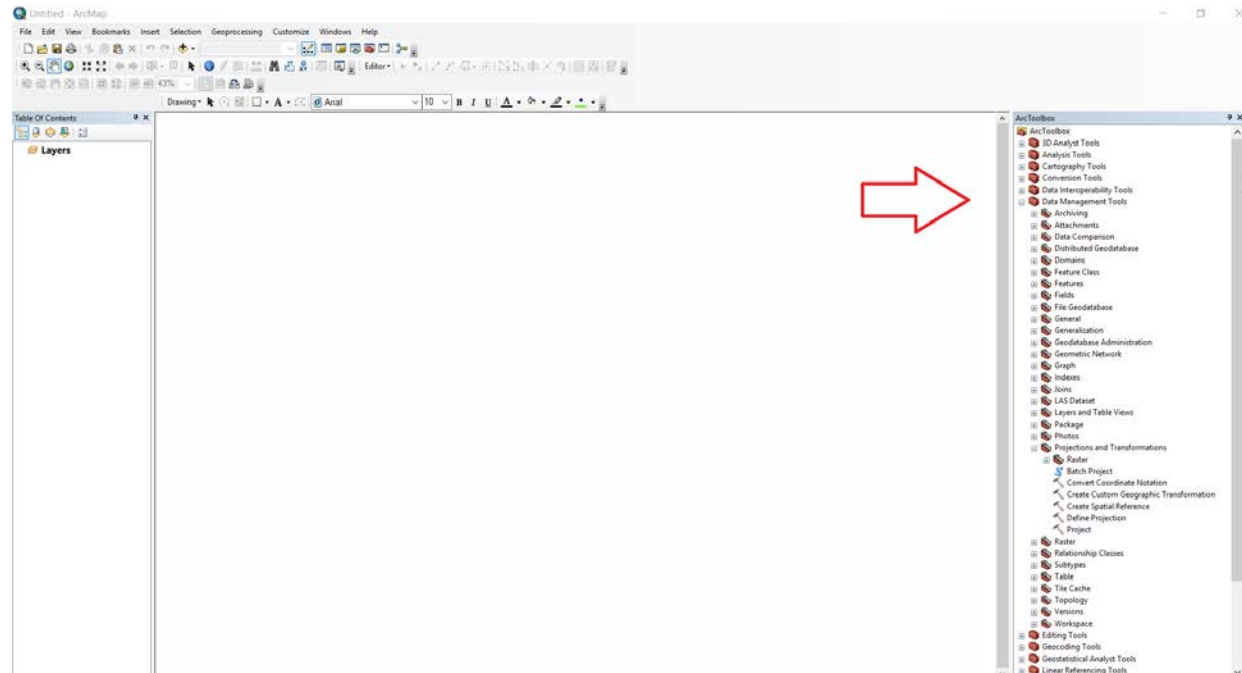 Untitled - ArcMap
File Edit View Bookmarks Insert Selection Geoprocessing Customize Windows Help
Editor
43%
Drawing A Arial 10 B I U A
Table Of Contents
Layers
ArcToolbox
ArcToolbox
3D Analyst Tools
Analysis Tools
Cartography Tools
Conversion Tools
Data Interoperability Tools
Data Management Tools
Archiving
Attachments
Data Comparison
Distributed Geodatabase
Domains
Feature Class
Features
Fields
File Geodatabase
General
Generalization
Geodatabase Administration
Geometric Network
Graph
Indexes
Joins
LAS Dataset
Layers and Table Views
Package
Photos
Projections and Transformations
Raster
Batch Project
Convert Coordinate Notation
Create Custom Geographic Transformation
Create Spatial Reference
Define Projection
Project
Raster
Relationship Classes
Subtypes
Table
Tile Cache
Topology
Versions
Workspace
Editing Tools
Geocoding Tools
Geostatistical Analyst Tools
Linear Referencing Tools